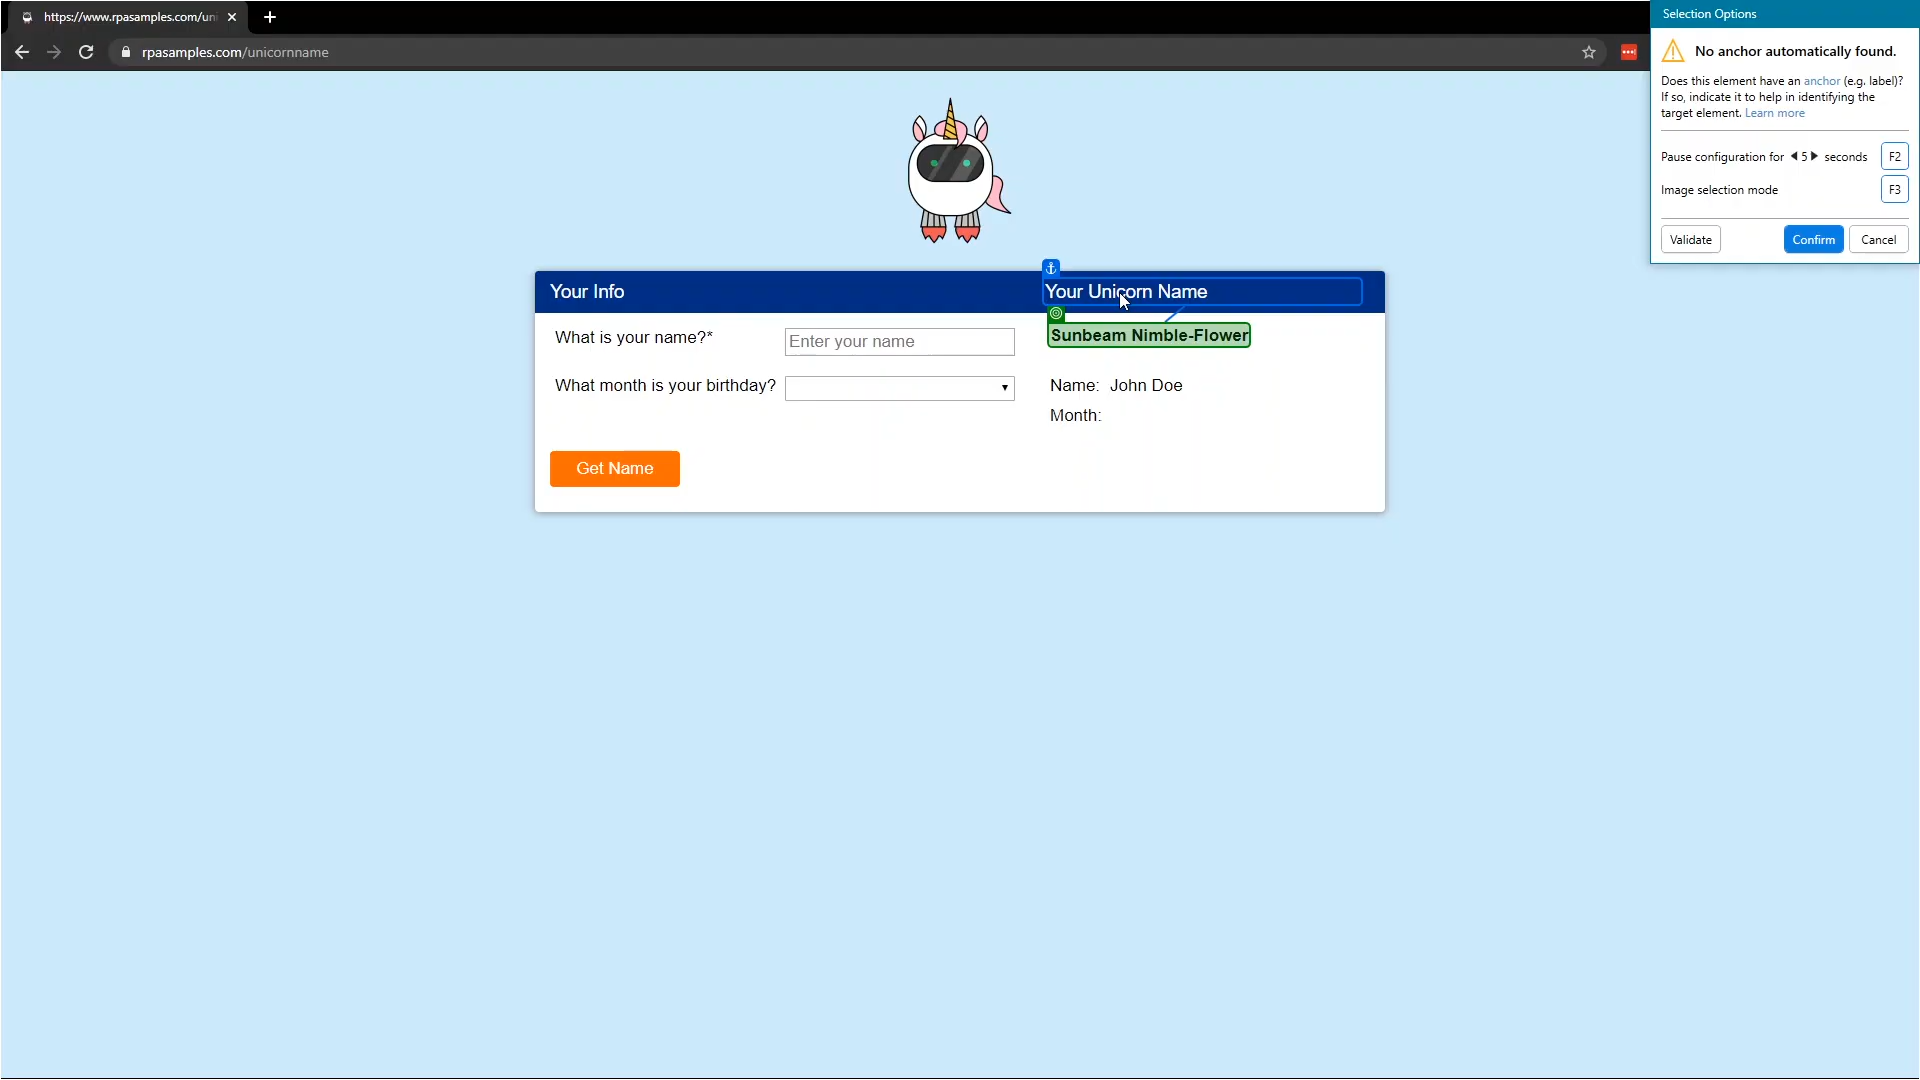 https://www.rpasamples.com/uni
rpasamples.com/unicornname
Selection Options
No anchor automatically found.
Does this element have an anchor (e.g. label)?
If so, indicate it to help in identifying the
target element. Learn more
Pause configuration for 5 seconds F2
Image selection mode F3
Validate Confirm Cancel
Your Info
Your Unicorn Name
What is your name?*
Enter your name
Sunbeam Nimble-Flower
What month is your birthday?
Name: John Doe
Month:
Get Name